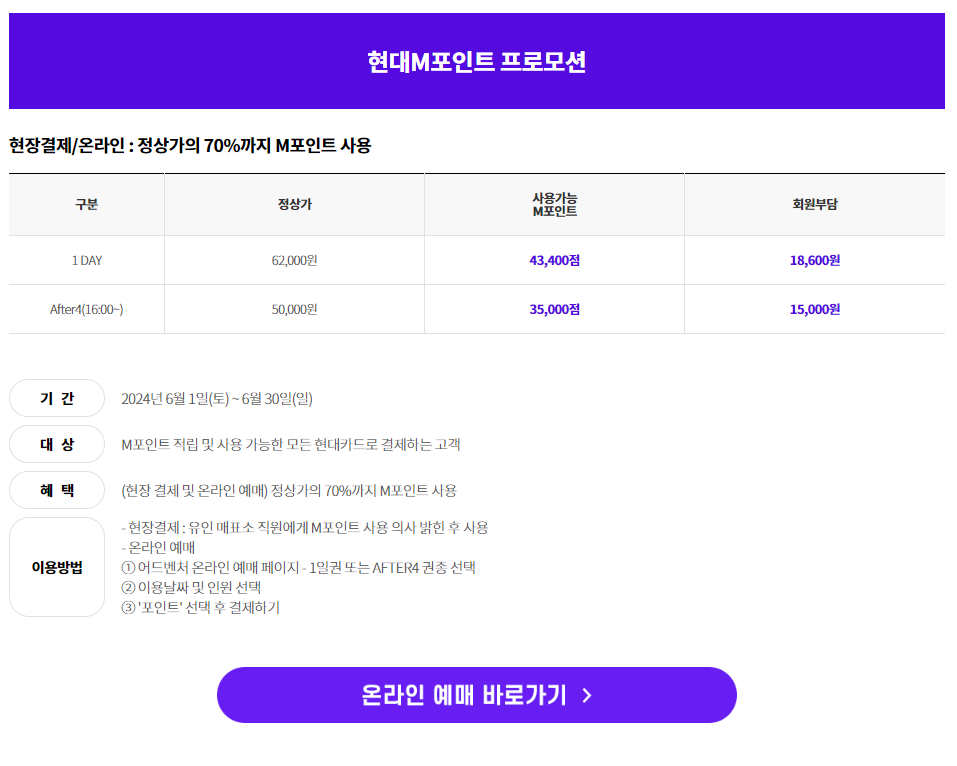 현대M포인트 프로모션
현장결제/온라인 : 정상가의 70%까지 M포인트 사용
구분 정상가 사용가능 M포인트 회원부담
1 DAY 62,000원 43,400점 18,600원
After4(16:00~) 50,000원 35,000점 15,000원
기 간 2024년 6월 1일(토) ~ 6월 30일(일)
대 상 M포인트 적립 및 사용 가능한 모든 현대카드로 결제하는 고객
혜 택 (현장 결제 및 온라인 예매) 정상가의 70%까지 M포인트 사용
이용방법
- 현장결제 : 유인 매표소 직원에게 M포인트 사용 의사 밝힌 후 사용
- 온라인 예매
① 어드벤처 온라인 예매 페이지 - 1일권 또는 AFTER4 권종 선택
② 이용날짜 및 인원 선택
③ '포인트' 선택 후 결제하기
온라인 예매 바로가기 >